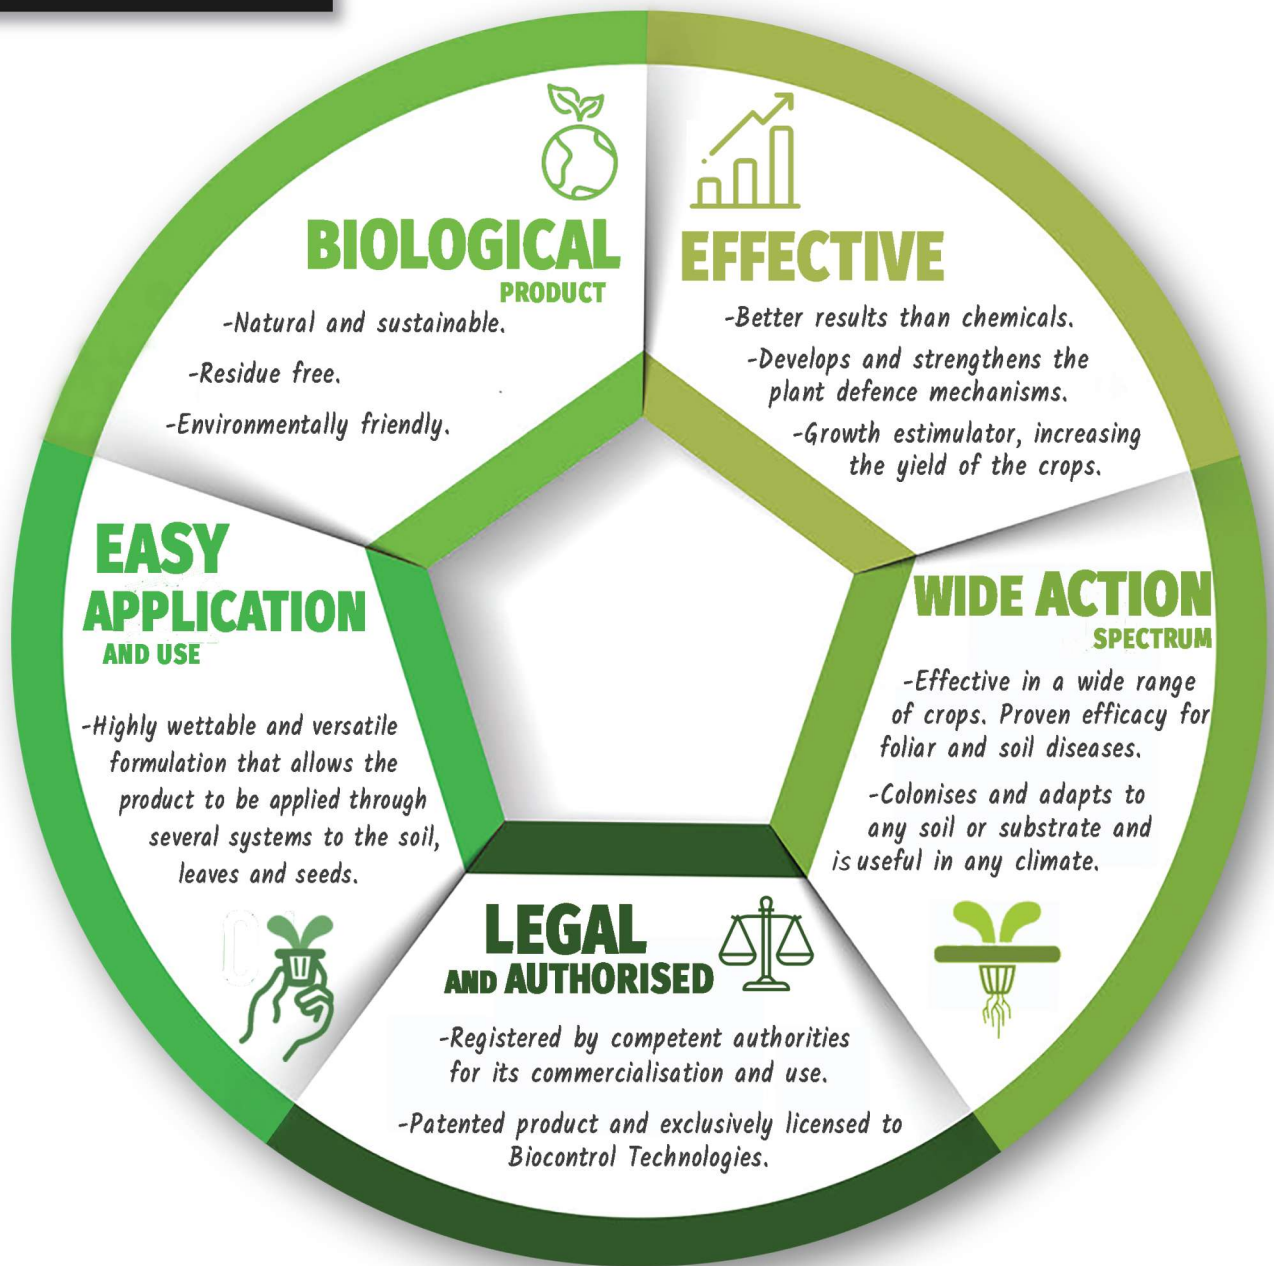 BIOLOGICAL
PRODUCT
-Natural and sustainable.
-Residue free.
-Environmentally friendly.
EFFECTIVE
-Better results than chemicals.
-Develops and strengthens the
plant defence mechanisms.
-Growth estimulator, increasing
the yield of the crops.
WIDE ACTION
SPECTRUM
-Effective in a wide range
of crops. Proven efficacy for
foliar and soil diseases.
-Colonises and adapts to
any soil or substrate and
is useful in any climate.
LEGAL
AND AUTHORISED
-Registered by competent authorities
for its commercialisation and use.
-Patented product and exclusively licensed to
Biocontrol Technologies.
EASY
APPLICATION
AND USE
-Highly wettable and versatile
formulation that allows the
product to be applied through
several systems to the soil,
leaves and seeds.